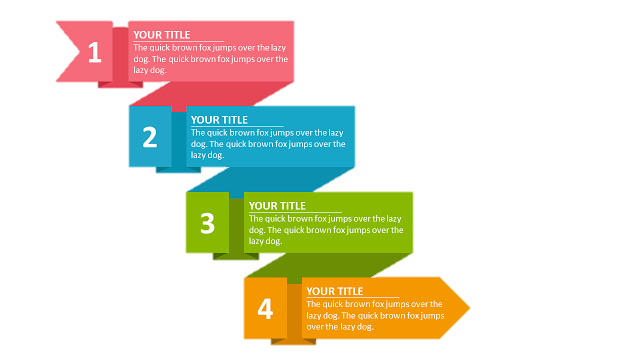 1
YOUR TITLE
The quick brown fox jumps over the lazy
dog. The quick brown fox jumps over the
lazy dog.
2
YOUR TITLE
The quick brown fox jumps over the lazy
dog. The quick brown fox jumps over the
lazy dog.
3
YOUR TITLE
The quick brown fox jumps over the lazy
dog. The quick brown fox jumps over the
lazy dog.
4
YOUR TITLE
The quick brown fox jumps over the
lazy dog. The quick brown fox jumps
over the lazy dog.